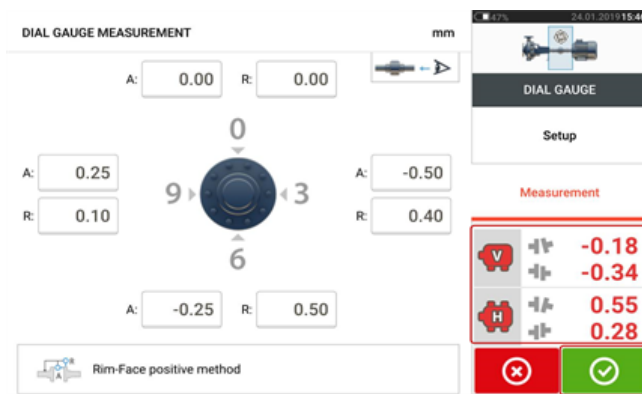 DIAL GAUGE MEASUREMENT mm
A: 0.00 R: 0.00
0
A: 0.25
R: 0.10
9 3
A: -0.50
R: 0.40
6
A: -0.25 R: 0.50
A R
Rim-Face positive method
47% 24.01.2019 15:46
DIAL GAUGE
Setup
Measurement
V -0.18
-0.34
H 0.55
0.28